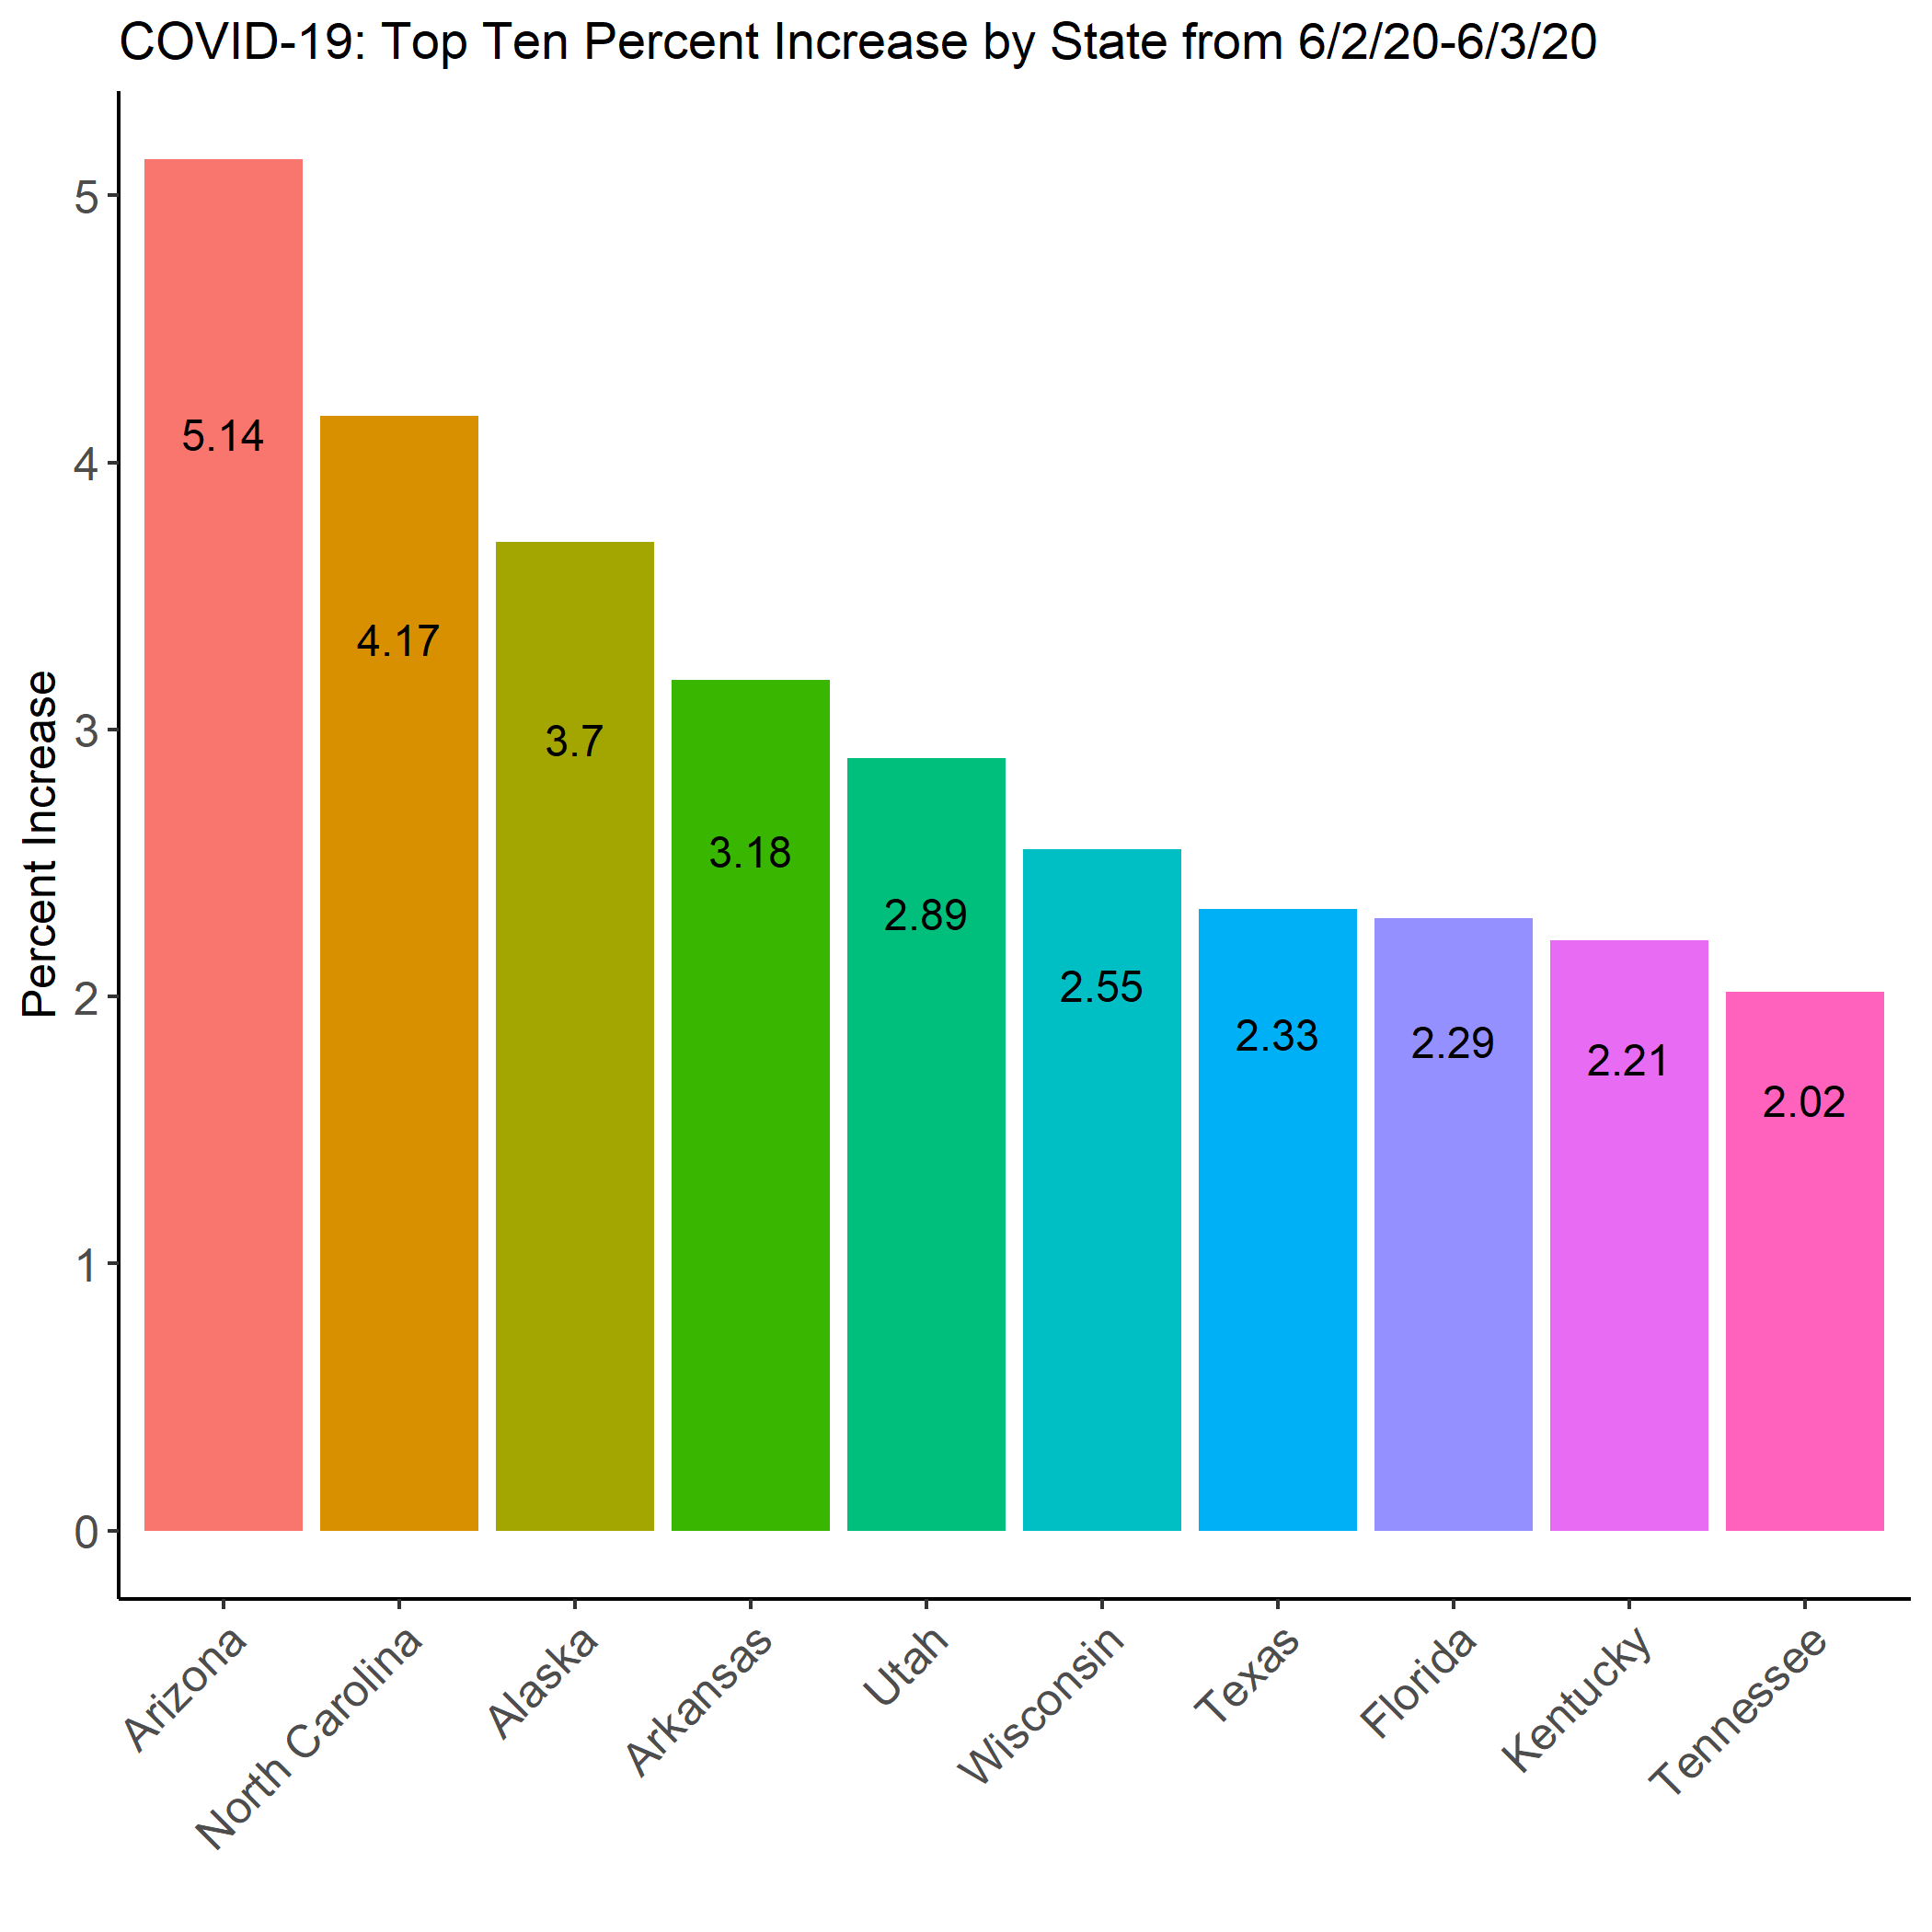 COVID-19: Top Ten Percent Increase by State from 6/2/20-6/3/20
Percent Increase
5
4
3
2
1
0
5.14
4.17
3.7
3.18
2.89
2.55
2.33
2.29
2.21
2.02
Arizona
North Carolina
Alaska
Arkansas
Utah
Wisconsin
Texas
Florida
Kentucky
Tennessee